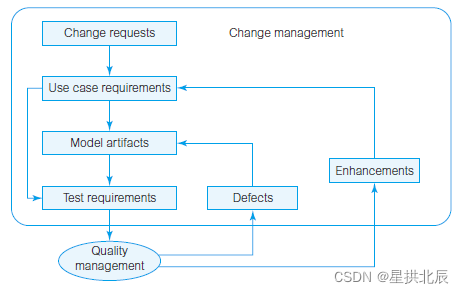 Change requests
Change management
Use case requirements
Model artifacts
Enhancements
Test requirements
Defects
Quality
management
CSDN @星拱北辰